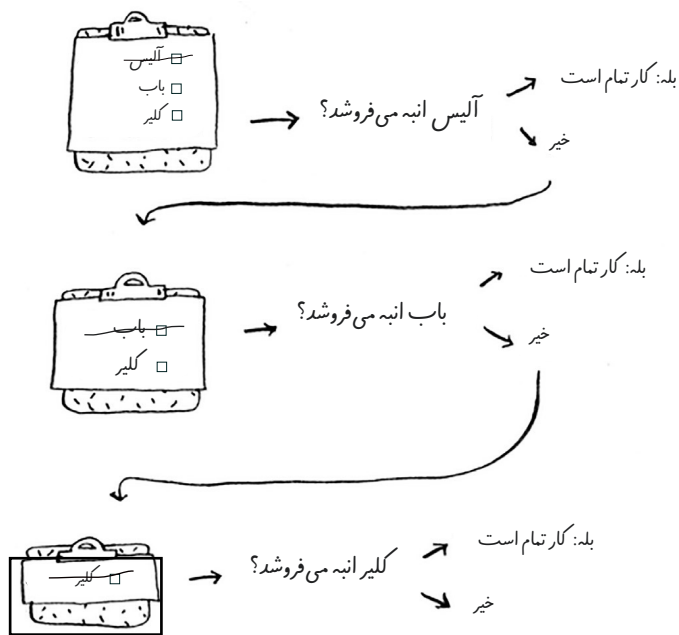 آلیس
باب
کلیر
آلیس انبه می‌فروشد؟
بله: کار تمام است
خیر
باب
کلیر
باب انبه می‌فروشد؟
بله: کار تمام است
خیر
کلیر
کلیر انبه می‌فروشد؟
بله: کار تمام است
خیر